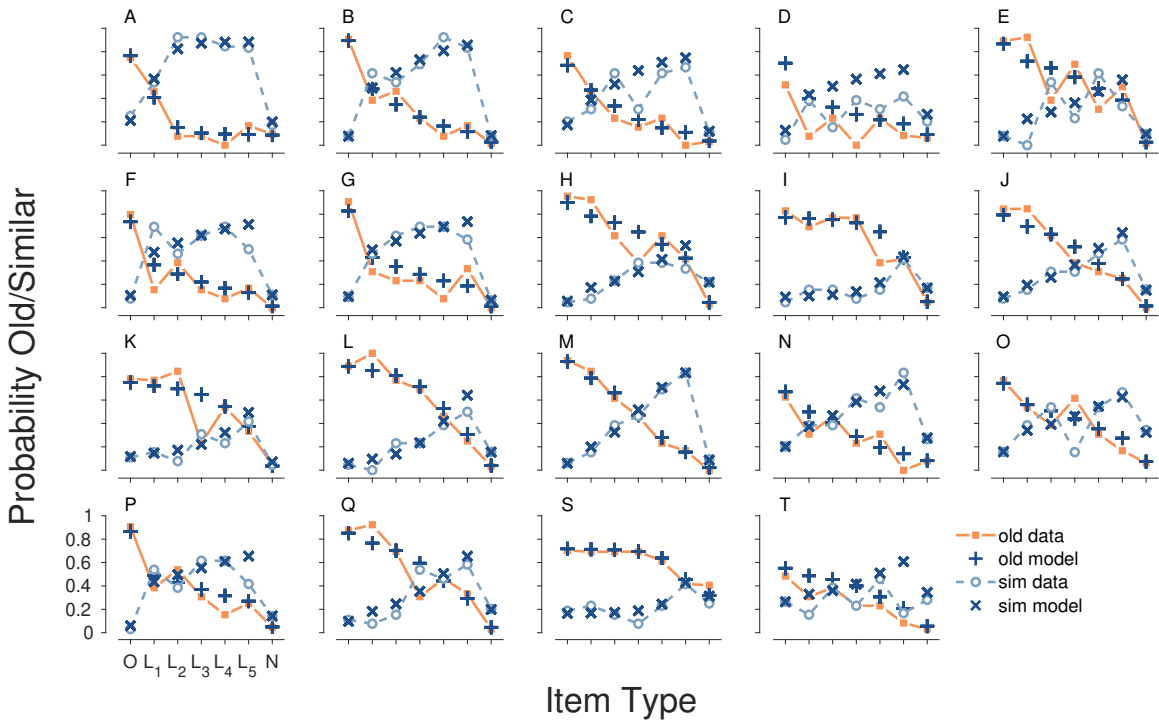 A B C D E
F G H I J
K L M N O
P Q S T
Probability Old/Similar
1
0.8
0.6
0.4
0.2
0
O L1 L2 L3 L4 L5 N
Item Type
old data
old model
sim data
sim model